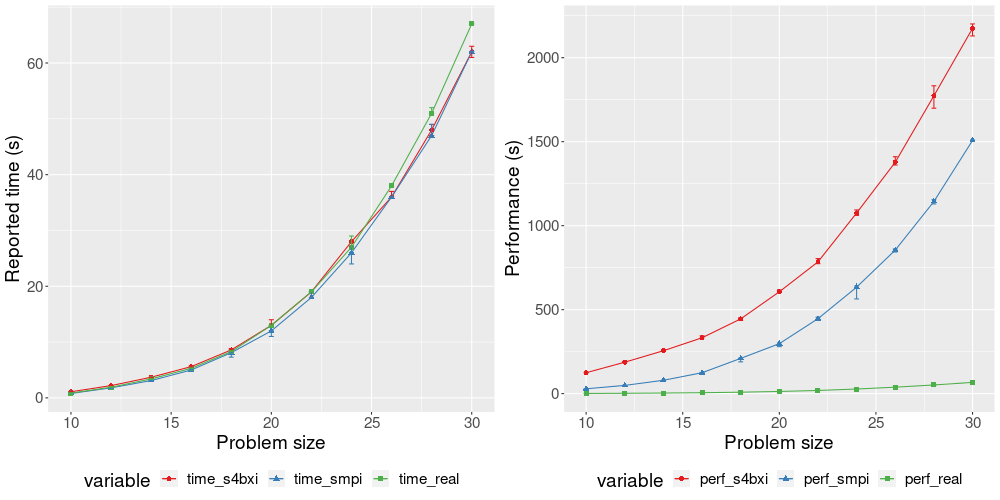 60
40
20
0
Reported time (s)
10 15 20 25 30
Problem size
variable time_s4bxi time_smpi time_real
2000
1500
1000
500
0
Performance (s)
10 15 20 25 30
Problem size
variable perf_s4bxi perf_smpi perf_real